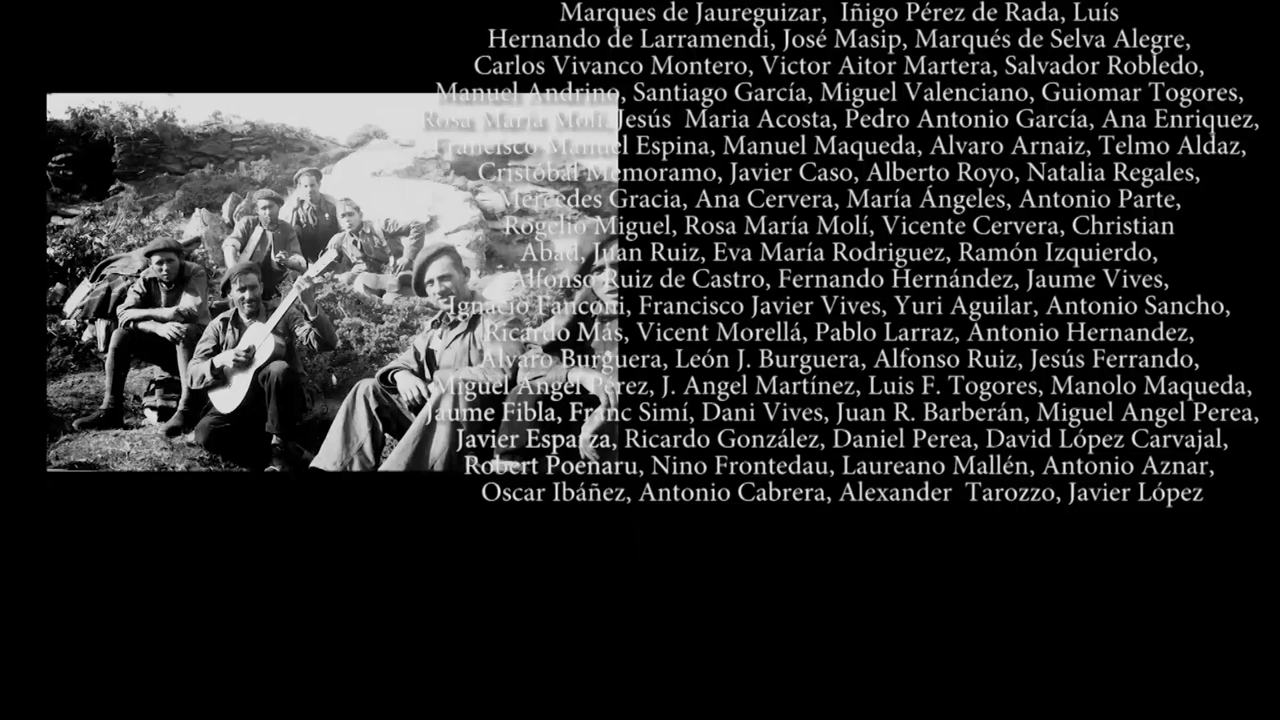 Marques de Jaureguizar,  Iñigo Pérez de Rada, Luís
Hernando de Larramendi, José Masip, Marqués de Selva Alegre,
Carlos Vivanco Montero, Victor Aitor Martera, Salvador Robledo,
Manuel Andrino, Santiago García, Miguel Valenciano, Guiomar Togores,
Rosa María Molí, Jesús  Maria Acosta, Pedro Antonio García, Ana Enriquez,
Francisco Manuel Espina, Manuel Maqueda, Alvaro Arnaiz, Telmo Aldaz,
Cristóbal Memoramo, Javier Caso, Alberto Royo, Natalia Regales,
Mercedes Gracia, Ana Cervera, María Ángeles, Antonio Parte,
Rogelio Miguel, Rosa María Molí, Vicente Cervera, Christian
Abad, Juan Ruiz, Eva María Rodriguez, Ramón Izquierdo,
Alfonso Ruiz de Castro, Fernando Hernández, Jaume Vives,
Ignacio Fanconi, Francisco Javier Vives, Yuri Aguilar, Antonio Sancho,
Ricardo Más, Vicent Morellá, Pablo Larraz, Antonio Hernandez,
Alvaro Burguera, León J. Burguera, Alfonso Ruiz, Jesús Ferrando,
Miguel Angel Pérez, J. Angel Martínez, Luis F. Togores, Manolo Maqueda,
Jaume Fibla, Franc Simí, Dani Vives, Juan R. Barberán, Miguel Angel Perea,
Javier Esparza, Ricardo González, Daniel Perea, David López Carvajal,
Robert Poenaru, Nino Frontedau, Laureano Mallén, Antonio Aznar,
Oscar Ibáñez, Antonio Cabrera, Alexander  Tarozzo, Javier López